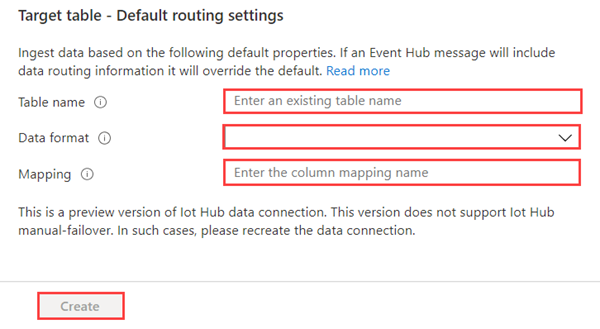 Target table - Default routing settings
Ingest data based on the following default properties. If an Event Hub message will include
data routing information it will override the default. Read more
Table name
Enter an existing table name
Data format
Mapping
Enter the column mapping name
This is a preview version of Iot Hub data connection. This version does not support Iot Hub
manual-failover. In such cases, please recreate the data connection.
Create